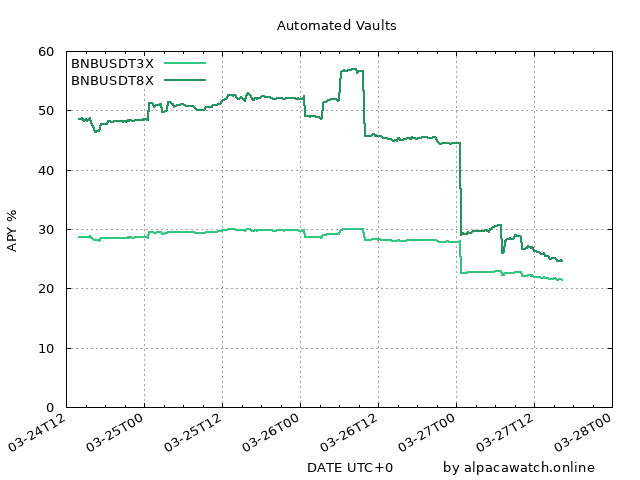 Automated Vaults
60
50
40
30
20
10
0
APY %
BNBUSDT3X
BNBUSDT8X
03-24T12
03-25T00
03-25T12
03-26T00
03-26T12
03-27T00
03-27T12
03-28T00
DATE UTC+0
by alpacawatch.online